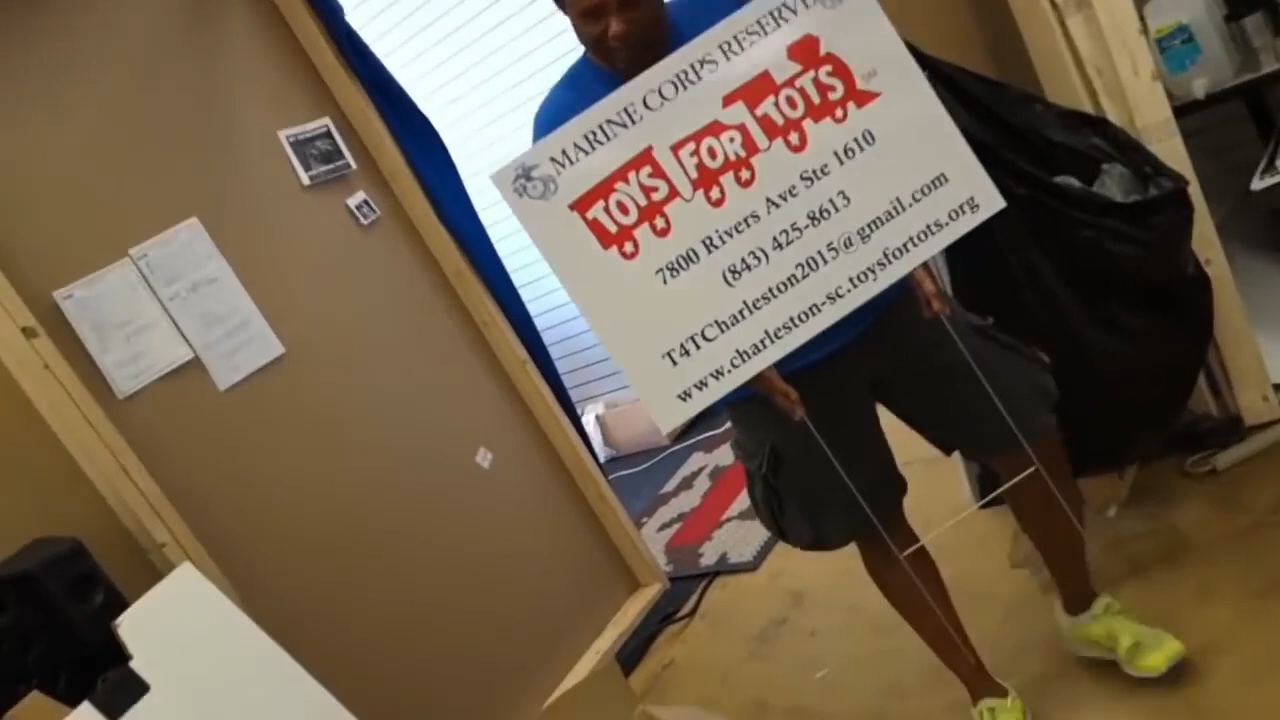 MARINE CORPS RESERVE
TOYS FOR TOTS
7800 Rivers Ave Ste 1610
(843) 425-8613
T4TCharleston2015@gmail.com
www.charleston-sc.toysfortots.org